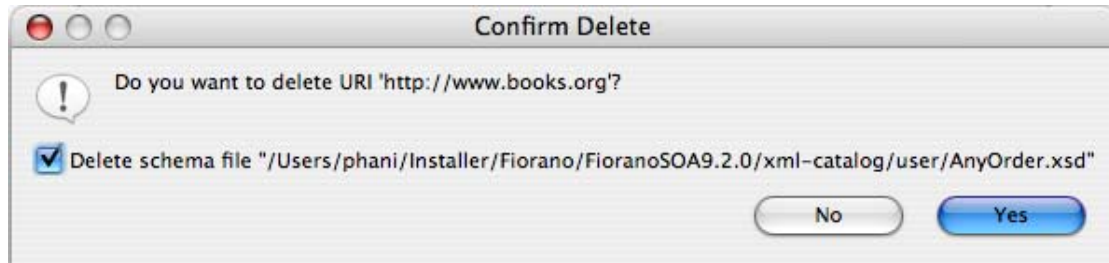 Confirm Delete
Do you want to delete URI 'http://www.books.org'?
Delete schema file "/Users/phani/Installer/Fiorano/FioranoSOA9.2.0/xml-catalog/user/AnyOrder.xsd"
No Yes